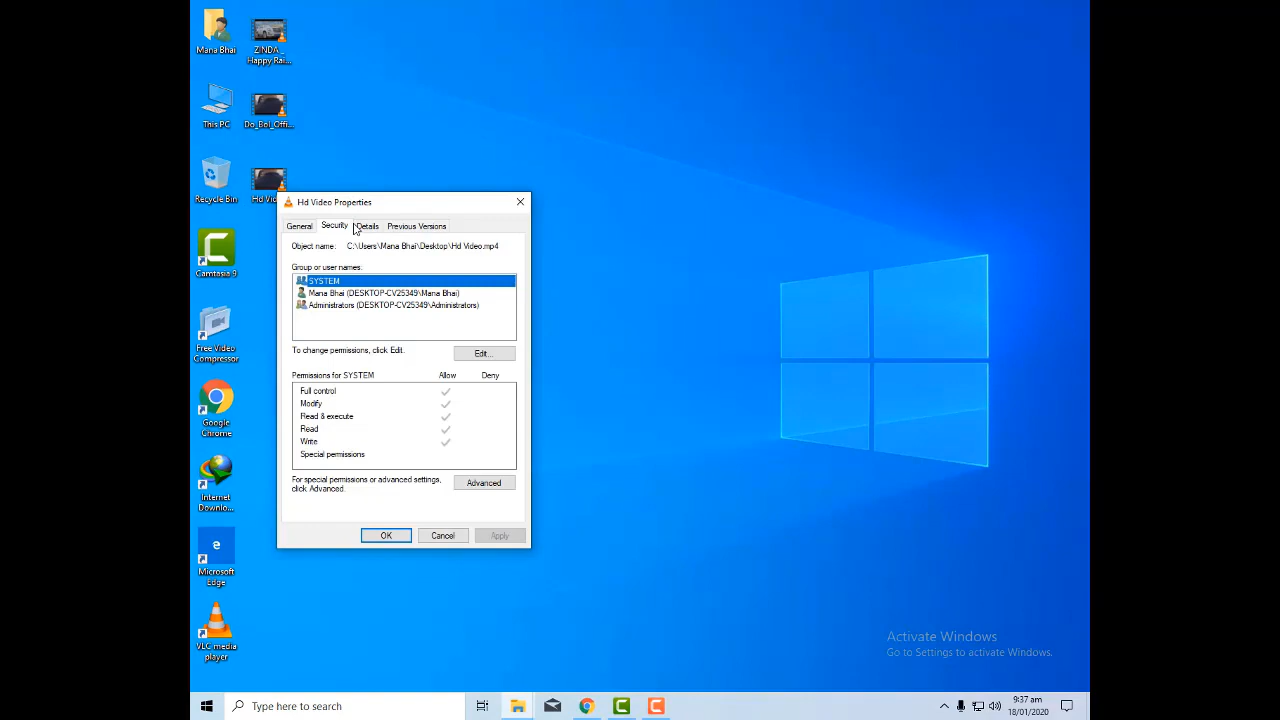 Mana Bhai
ZINDA _
Happy Rai...
This PC
Do_Bol_Offi...
Recycle Bin
Hd Vi
Camtasia 9
Free Video
Compressor
Google
Chrome
Internet
Downlo...
Microsoft
Edge
VLC media
player
Hd Video Properties
General
Security
Details
Previous Versions
Object name: C:\Users\Mana Bhai\Desktop\Hd Video.mp4
Group or user names:
SYSTEM
Mana Bhai (DESKTOP-CV25349\Mana Bhai)
Administrators (DESKTOP-CV25349\Administrators)
To change permissions, click Edit.
Edit...
Permissions for SYSTEM Allow Deny
Full control
Modify
Read & execute
Read
Write
Special permissions
For special permissions or advanced settings,
click Advanced.
Advanced
OK
Cancel
Apply
Activate Windows
Go to Settings to activate Windows.
Type here to search
9:37 am
18/01/2020